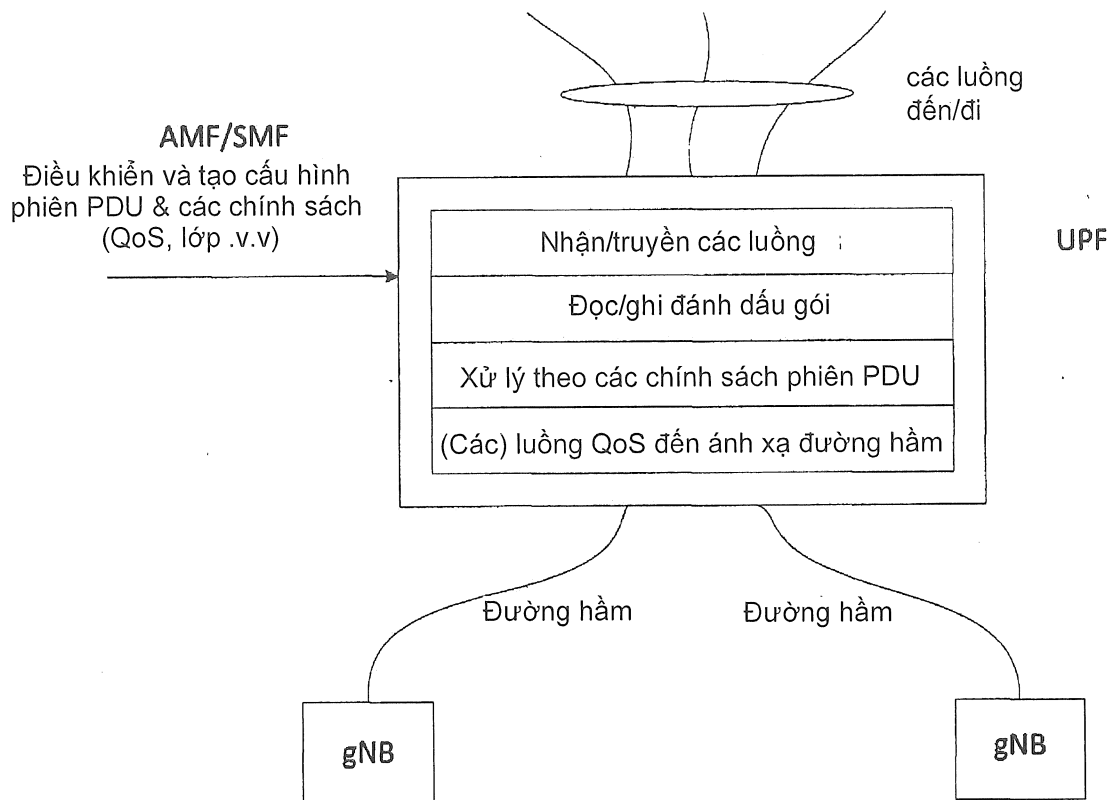 các luồng
đến/đi
AMF/SMF
Điều khiển và tạo cấu hình
phiên PDU & các chính sách
(QoS, lớp .v.v)
UPF
Nhận/truyền các luồng
Đọc/ghi đánh dấu gói
Xử lý theo các chính sách phiên PDU
(Các) luồng QoS đến ánh xạ đường hầm
Đường hầm
Đường hầm
gNB
gNB